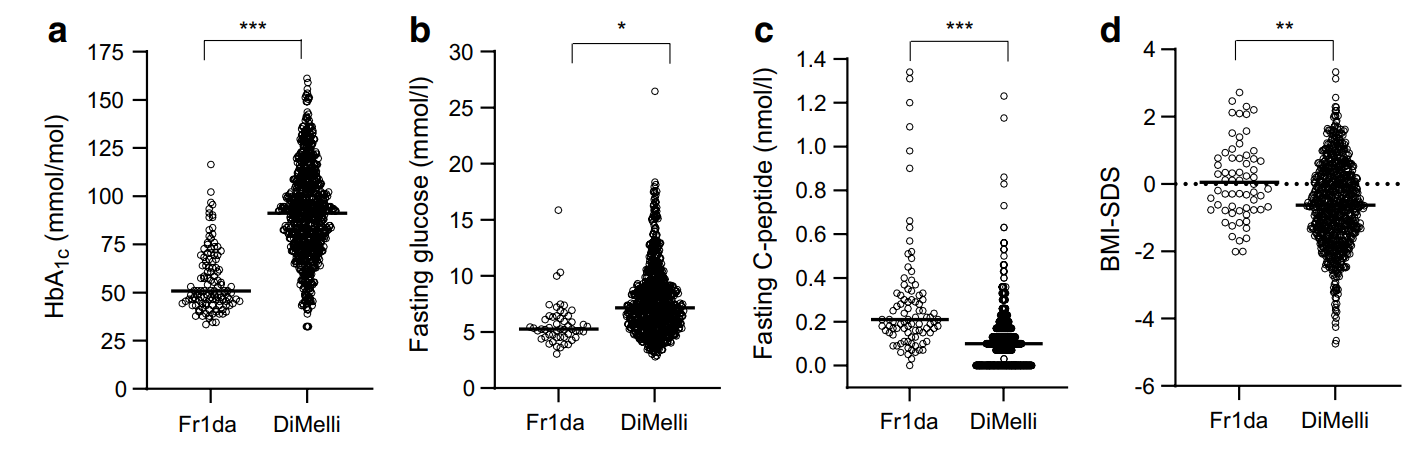 a
***
HbA1c (mmol/mol)
175
150
125
100
75
50
25
0
Fr1da
DiMelli
b
*
Fasting glucose (mmol/l)
30
25
20
15
10
5
0
Fr1da
DiMelli
c
***
Fasting C-peptide (nmol/l)
1.4
1.2
1.0
0.8
0.6
0.4
0.2
0.0
Fr1da
DiMelli
d
**
BMI-SDS
4
2
0
-2
-4
-6
Fr1da
DiMelli